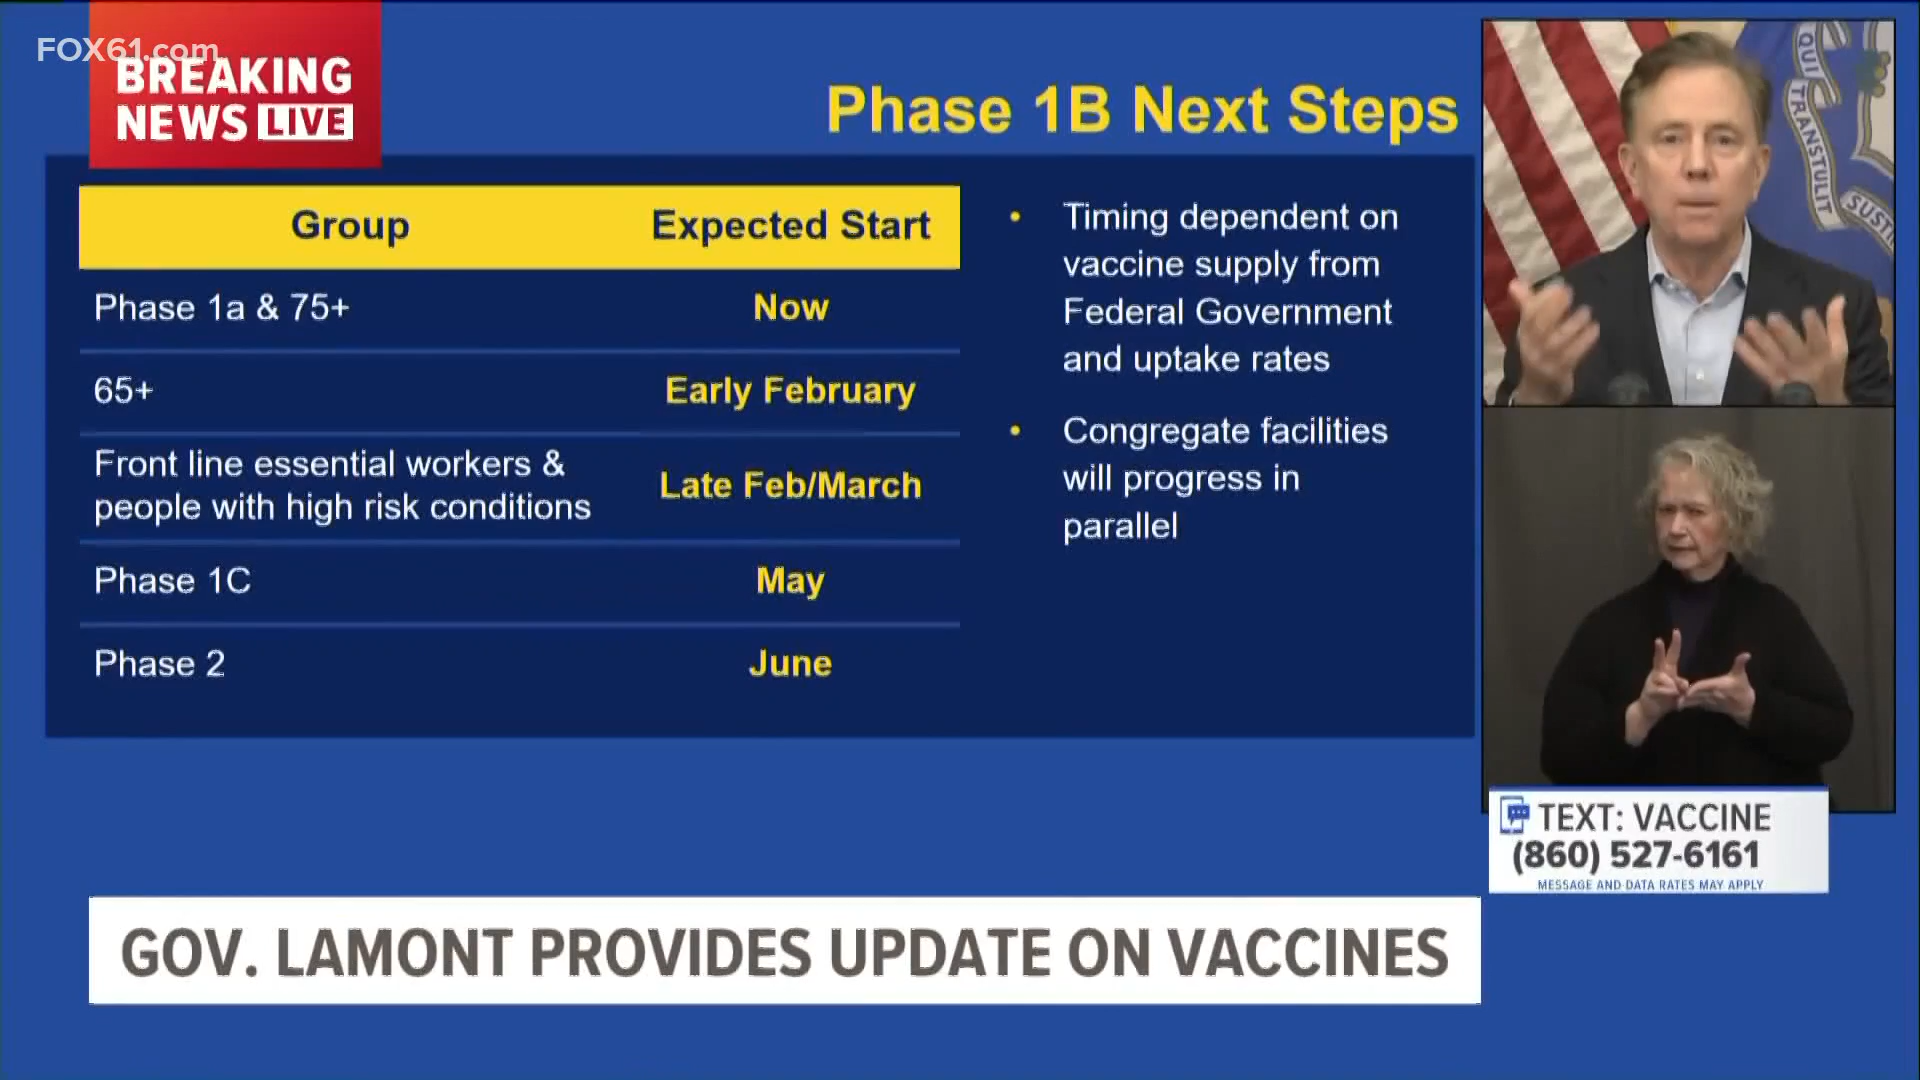 FOX61.com
BREAKING
NEWS LIVE
Phase 1B Next Steps
Group Expected Start
Phase 1a & 75+ Now
65+ Early February
Front line essential workers &
people with high risk conditions
Late Feb/March
Phase 1C May
Phase 2 June
• Timing dependent on
vaccine supply from
Federal Government
and uptake rates
• Congregate facilities
will progress in
parallel
QUI
TRANSTULIT
SUSTI
TEXT: VACCINE
(860) 527-6161
MESSAGE AND DATA RATES MAY APPLY
GOV. LAMONT PROVIDES UPDATE ON VACCINES